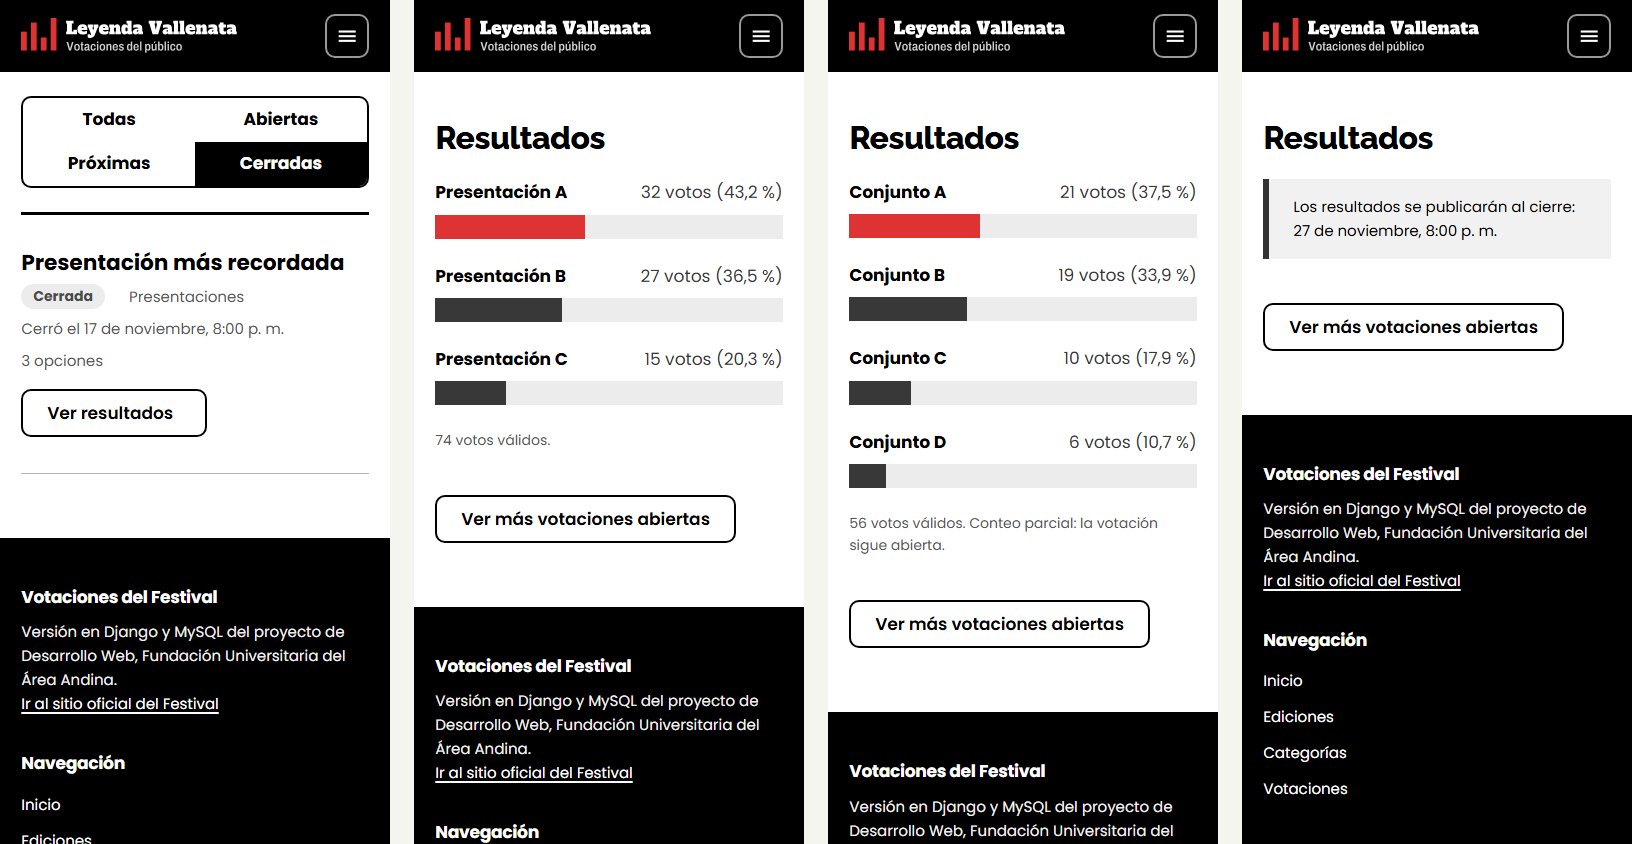 Leyenda Vallenata
Votaciones del público
Todas
Abiertas
Próximas
Cerradas
Presentación más recordada
Cerrada
Presentaciones
Cerró el 17 de noviembre, 8:00 p. m.
3 opciones
Ver resultados
Votaciones del Festival
Versión en Django y MySQL del proyecto de
Desarrollo Web, Fundación Universitaria del
Área Andina.
Ir al sitio oficial del Festival
Navegación
Inicio
Ediciones
Leyenda Vallenata
Votaciones del público
Resultados
Presentación A
32 votos (43,2 %)
Presentación B
27 votos (36,5 %)
Presentación C
15 votos (20,3 %)
74 votos válidos.
Ver más votaciones abiertas
Votaciones del Festival
Versión en Django y MySQL del proyecto de
Desarrollo Web, Fundación Universitaria del
Área Andina.
Ir al sitio oficial del Festival
Navegación
Leyenda Vallenata
Votaciones del público
Resultados
Conjunto A
21 votos (37,5 %)
Conjunto B
19 votos (33,9 %)
Conjunto C
10 votos (17,9 %)
Conjunto D
6 votos (10,7 %)
56 votos válidos. Conteo parcial: la votación
sigue abierta.
Ver más votaciones abiertas
Votaciones del Festival
Versión en Django y MySQL del proyecto de
Desarrollo Web, Fundación Universitaria del
Leyenda Vallenata
Votaciones del público
Resultados
Los resultados se publicarán al cierre:
27 de noviembre, 8:00 p. m.
Ver más votaciones abiertas
Votaciones del Festival
Versión en Django y MySQL del proyecto de
Desarrollo Web, Fundación Universitaria del
Área Andina.
Ir al sitio oficial del Festival
Navegación
Inicio
Ediciones
Categorías
Votaciones